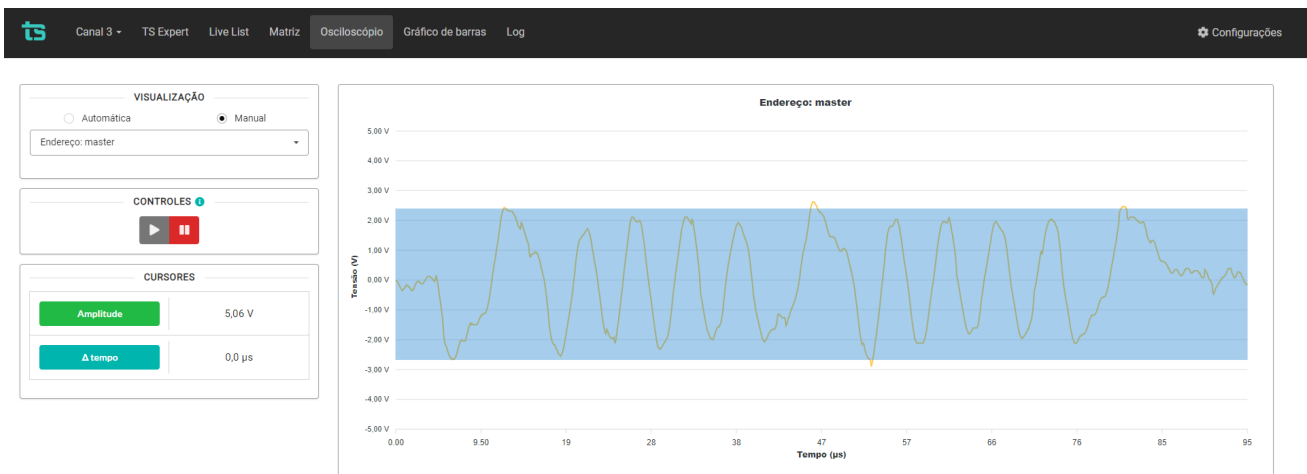 ts Canal 3 TS Expert Live List Matriz Osciloscópio Gráfico de barras Log Configurações
VISUALIZAÇÃO
Automática Manual
Endereço: master
CONTROLES
CURSORES
Amplitude 5,06 V
Δ tempo 0,0 µs
Endereço: master
5,00 V
4,00 V
3,00 V
2,00 V
1,00 V
0,00 V
-1,00 V
-2,00 V
-3,00 V
-4,00 V
-5,00 V
Tensão (V)
0.00 9.50 19 28 38 47 57 66 76 85 95
Tempo (µs)